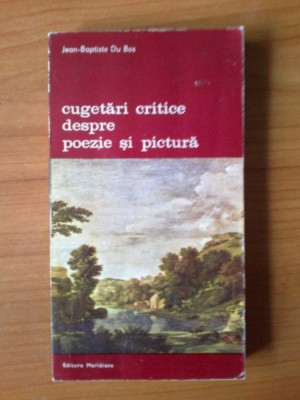 Jean-Baptiste Du Bos
cugetări critice
despre
poezie și pictură
Editura Meridiane